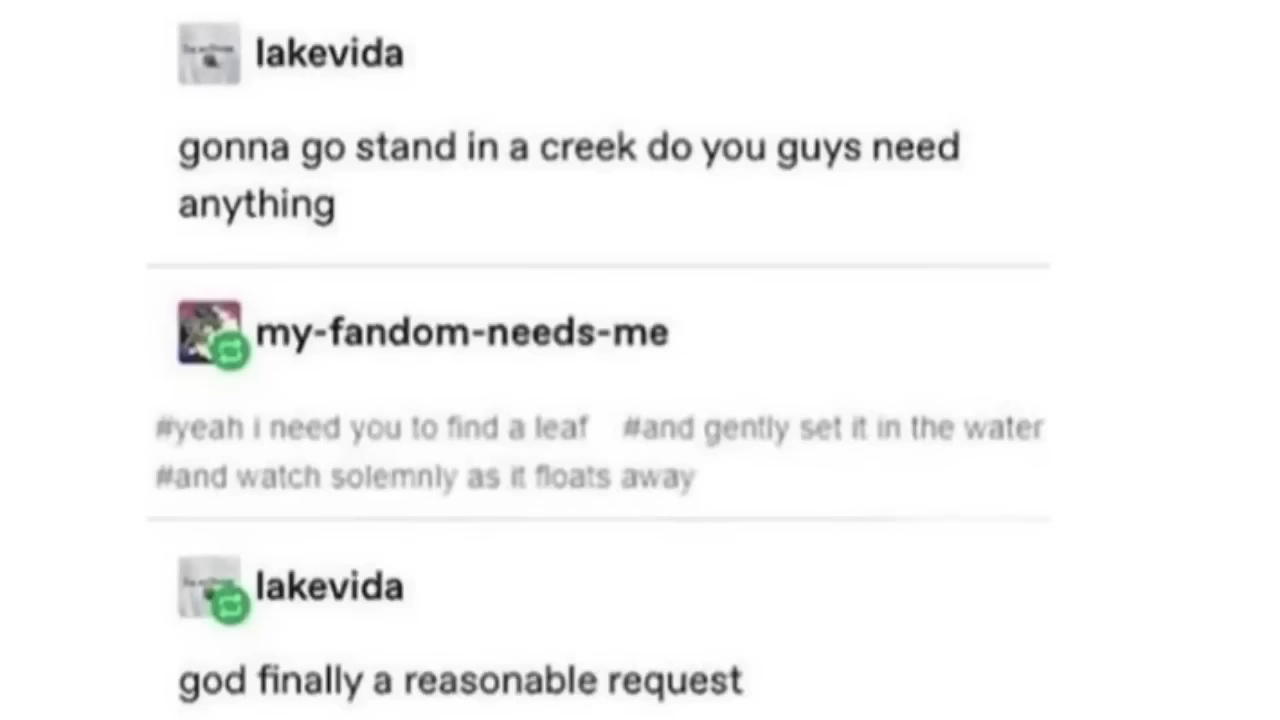 lakevida
gonna go stand in a creek do you guys need
anything
my-fandom-needs-me
#yeah i need you to find a leaf #and gently set it in the water
#and watch solemnly as it floats away
lakevida
god finally a reasonable request